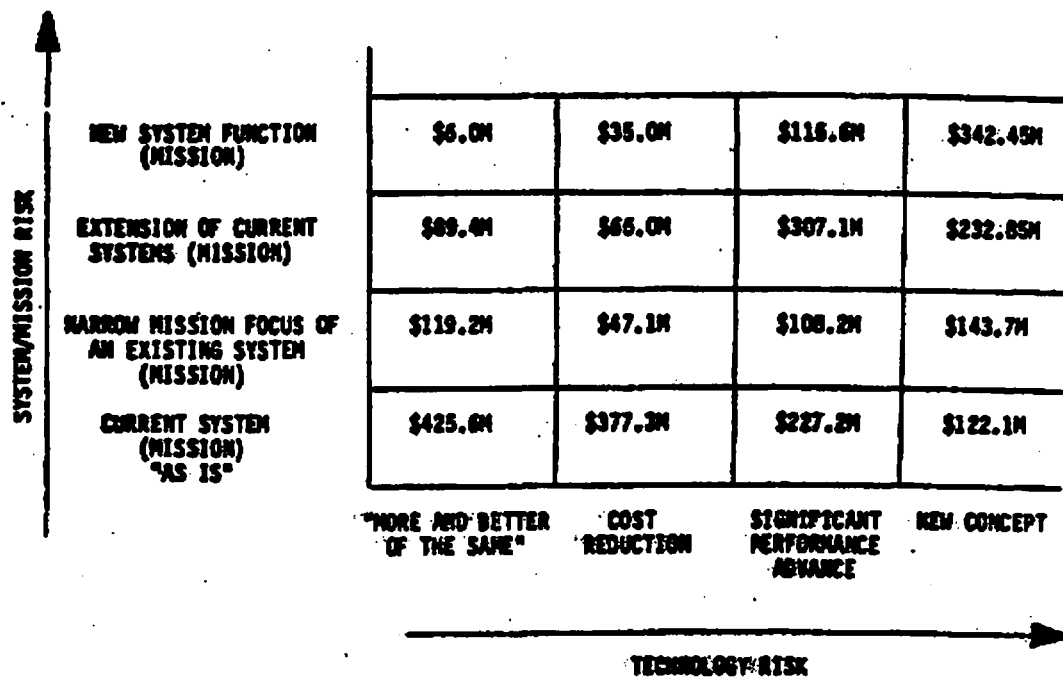 SYSTEM/MISSION RISK
NEW SYSTEM FUNCTION
(MISSION)
$6.0M $35.0M $116.6M $342.45M
EXTENSION OF CURRENT
SYSTEMS (MISSION)
$89.4M $66.0M $307.1M $232.85M
NARROW MISSION FOCUS OF
AN EXISTING SYSTEM
(MISSION)
$119.2M $47.1M $108.2M $143.7M
CURRENT SYSTEM
(MISSION)
"AS IS"
$425.6M $377.3M $227.2M $122.1M
"MORE AND BETTER
OF THE SAME"
COST
REDUCTION
SIGNIFICANT
PERFORMANCE
ADVANCE
NEW CONCEPT
TECHNOLOGY RISK